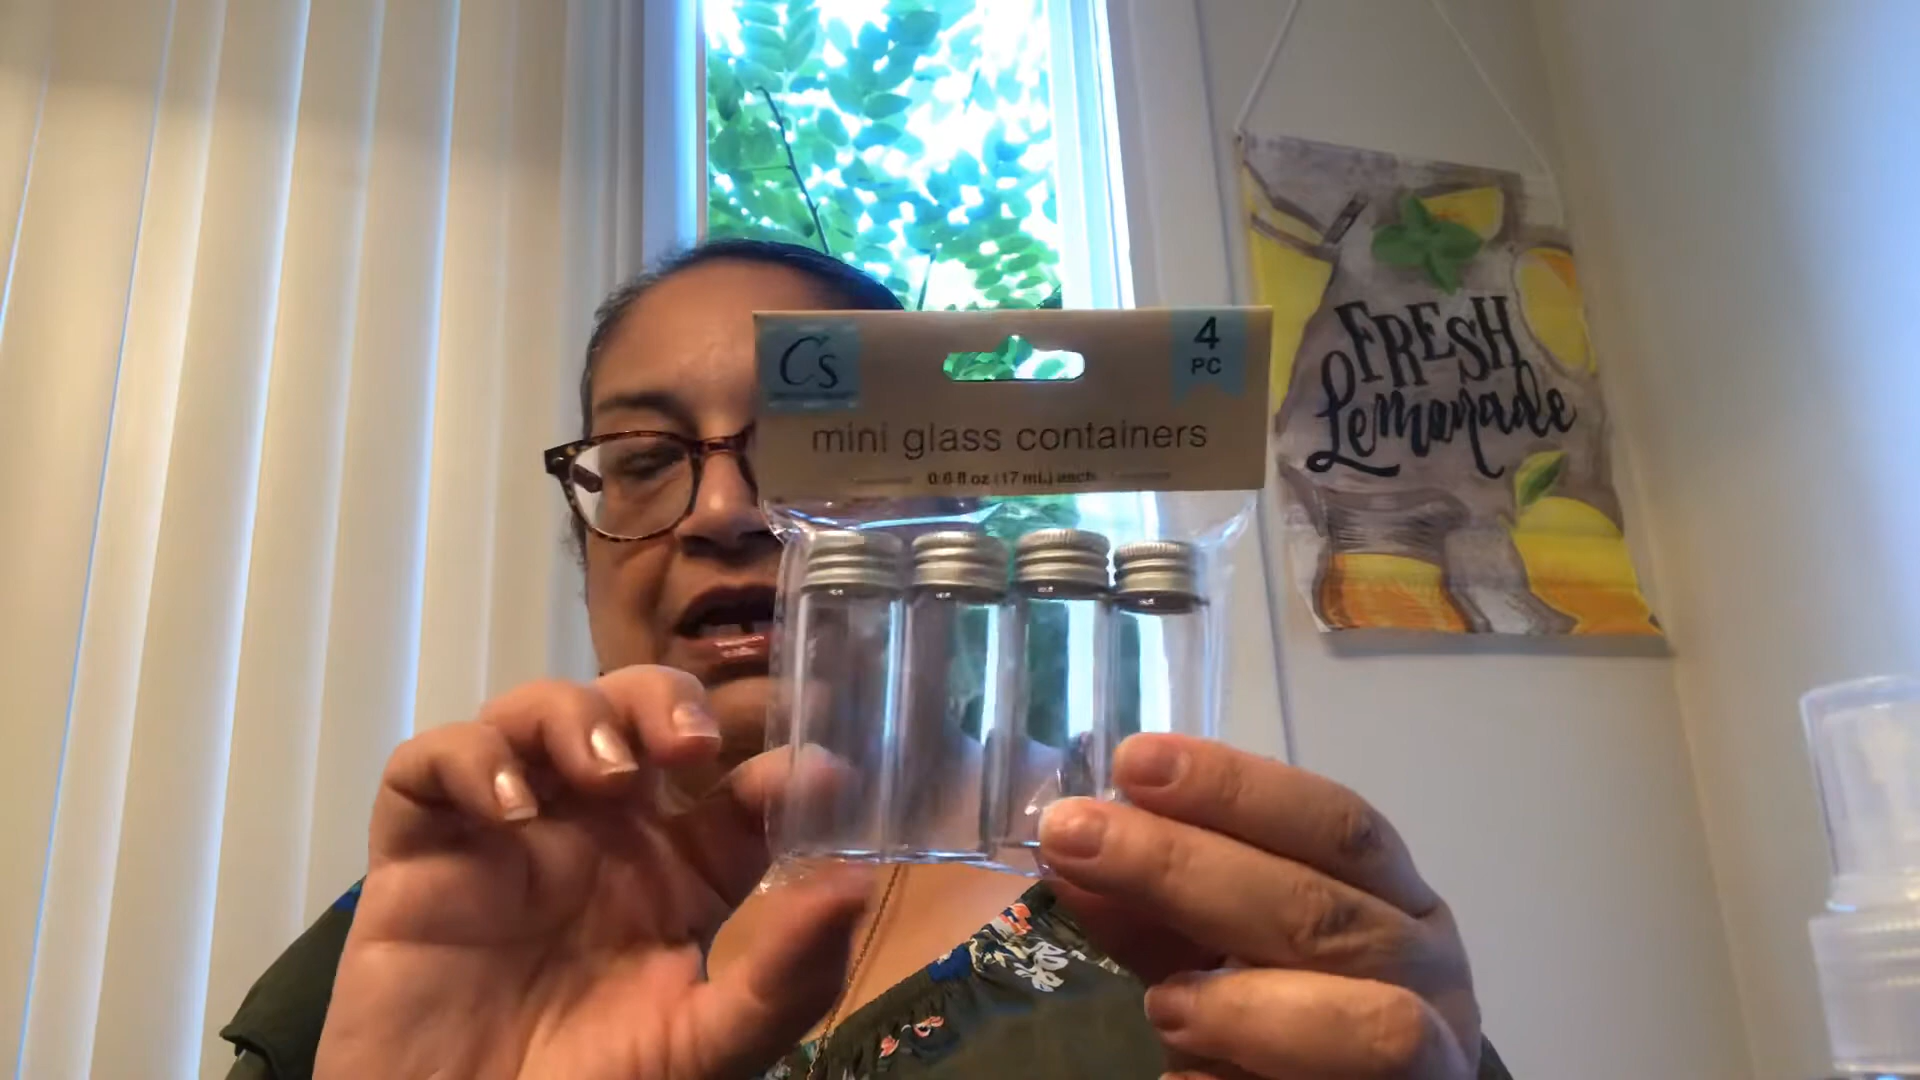 Cs
4
PC
mini glass containers
0.6 fl oz (17 mL) each
FRESH
Lemonade